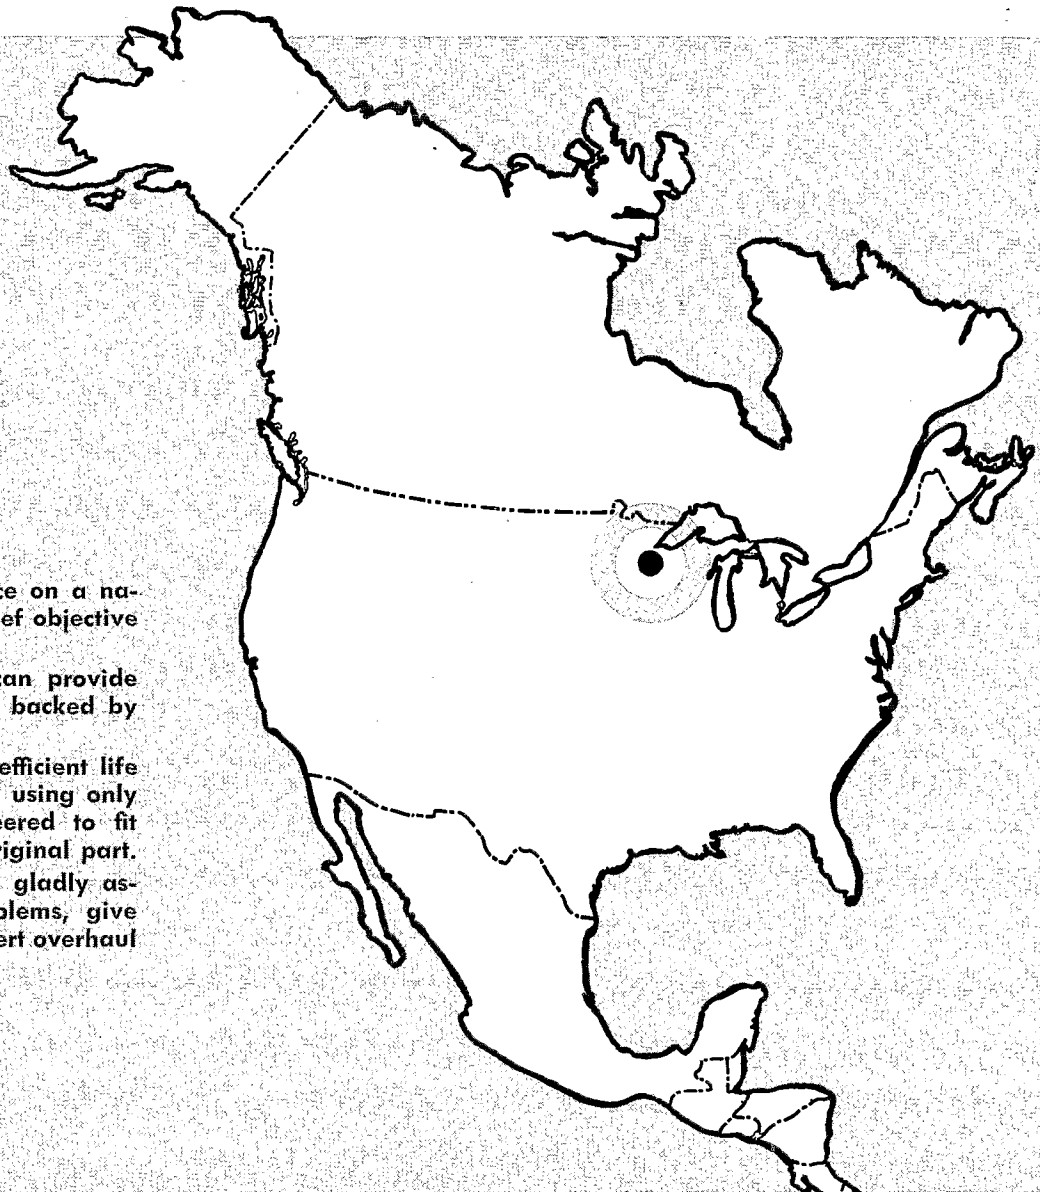 ce on a na-
ef objective
can provide
backed by
efficient life
using only
eered to fit
riginal part.
gladly as-
blems, give
ert overhaul